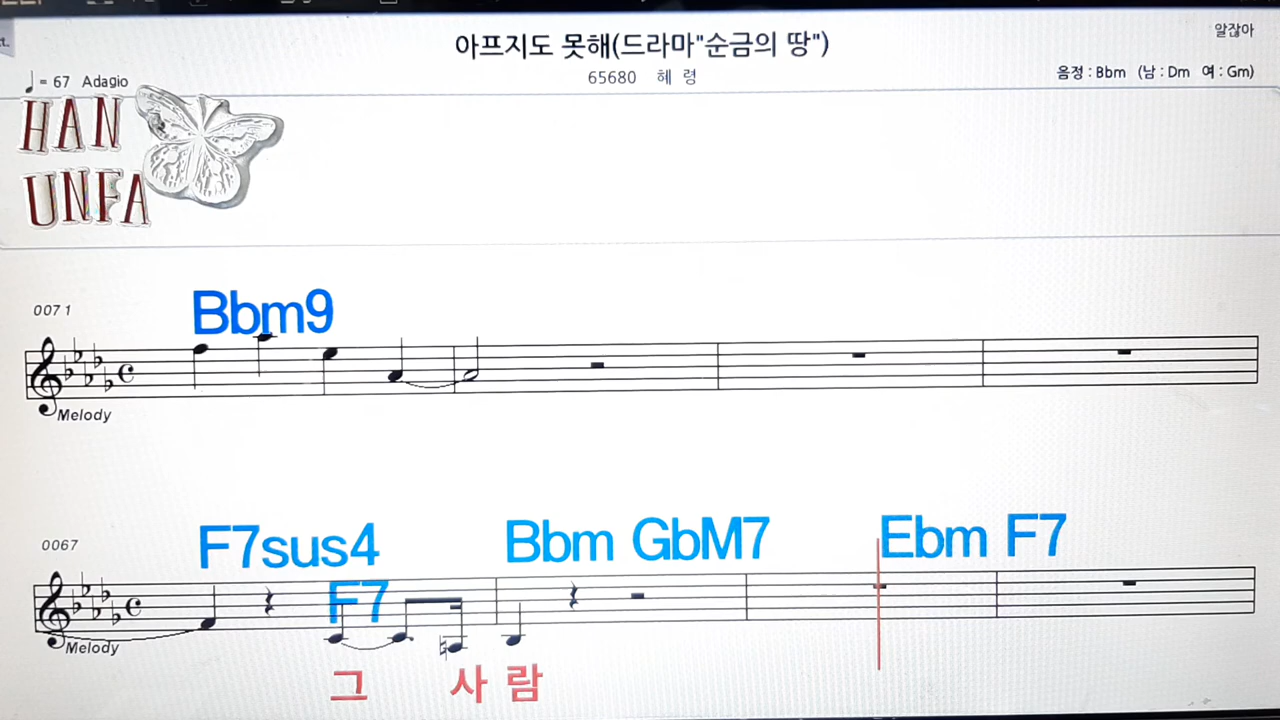 알잖아
아프지도 못해(드라마"순금의 땅")
♩ = 67 Adagio
65680 혜 령
음정 : Bbm (남 : Dm 여 : Gm)
HAN
UNFA
0071
Bbm9
Melody
0067
F7sus4 Bbm GbM7 Ebm F7
F7
Melody
그 사 람